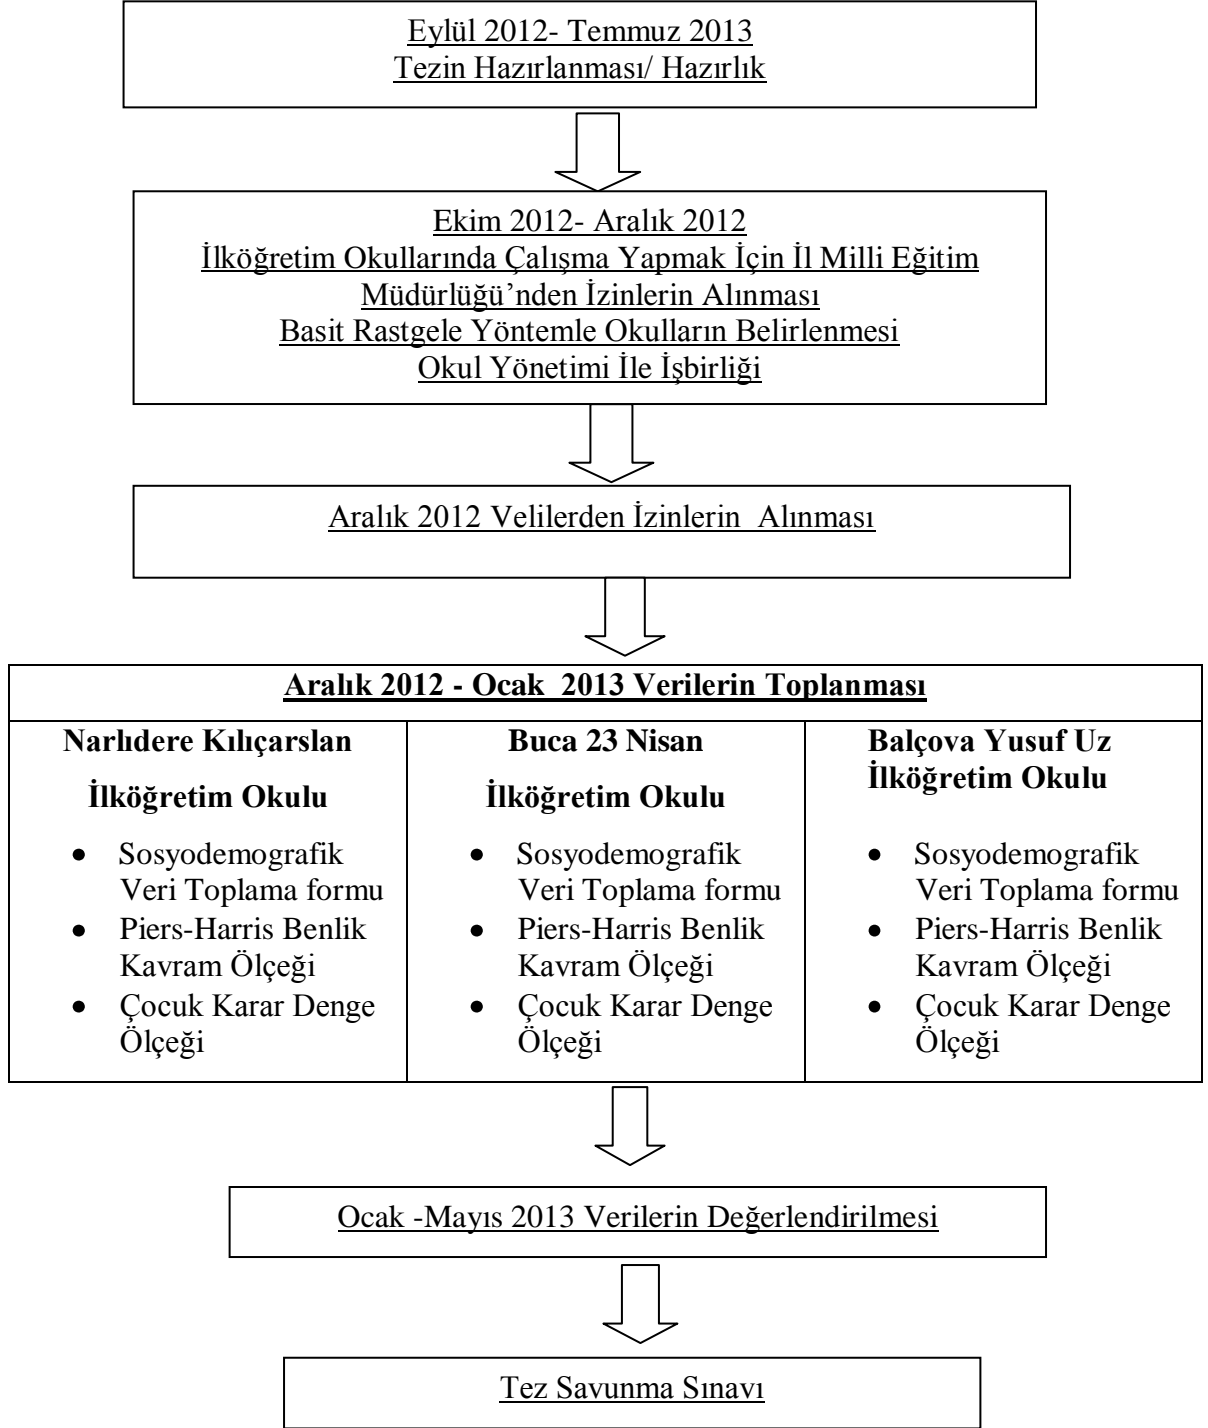 Eylül 2012- Temmuz 2013
Tezin Hazırlanması/ Hazırlık
Ekim 2012- Aralık 2012
İlköğretim Okullarında Çalışma Yapmak İçin İl Milli Eğitim
Müdürlüğü’nden İzinlerin Alınması
Basit Rastgele Yöntemle Okulların Belirlenmesi
Okul Yönetimi İle İşbirliği
Aralık 2012 Velilerden İzinlerin Alınması
Aralık 2012 - Ocak 2013 Verilerin Toplanması
Narlıdere Kılıçarslan
İlköğretim Okulu
• Sosyodemografik
Veri Toplama formu
• Piers-Harris Benlik
Kavram Ölçeği
• Çocuk Karar Denge
Ölçeği
Buca 23 Nisan
İlköğretim Okulu
• Sosyodemografik
Veri Toplama formu
• Piers-Harris Benlik
Kavram Ölçeği
• Çocuk Karar Denge
Ölçeği
Balçova Yusuf Uz
İlköğretim Okulu
• Sosyodemografik
Veri Toplama formu
• Piers-Harris Benlik
Kavram Ölçeği
• Çocuk Karar Denge
Ölçeği
Ocak -Mayıs 2013 Verilerin Değerlendirilmesi
Tez Savunma Sınavı